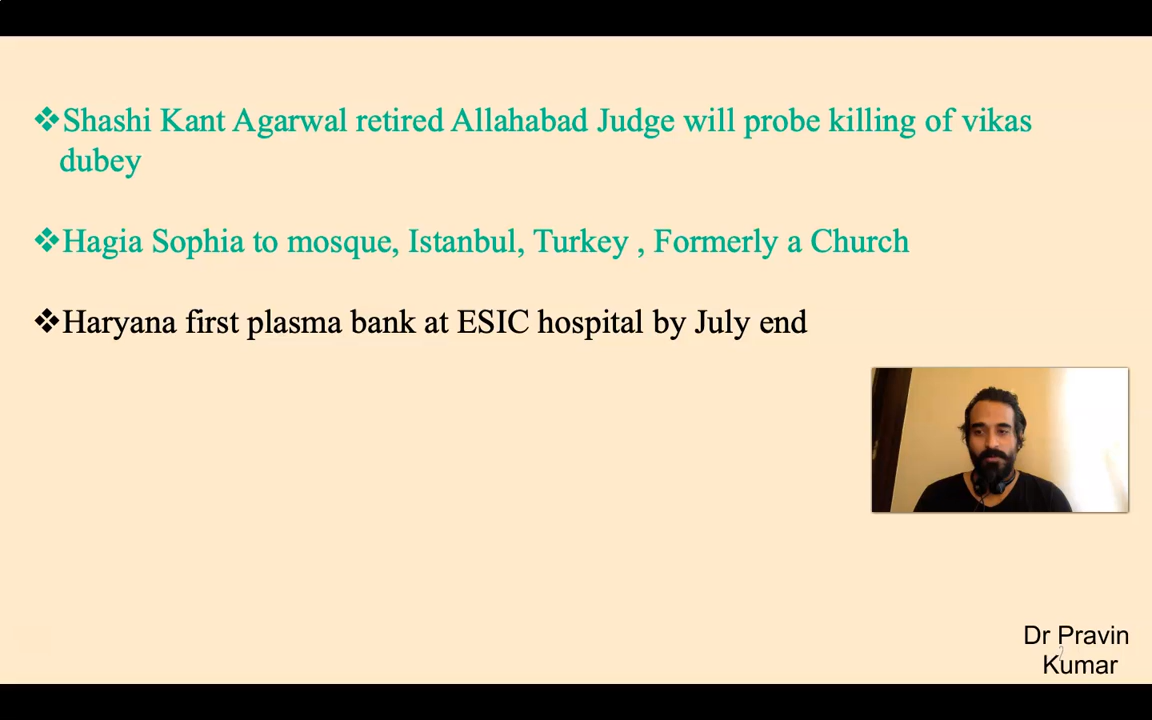 ❖Shashi Kant Agarwal retired Allahabad Judge will probe killing of vikas
dubey
❖Hagia Sophia to mosque, Istanbul, Turkey , Formerly a Church
❖Haryana first plasma bank at ESIC hospital by July end
Dr Pravin
Kumar